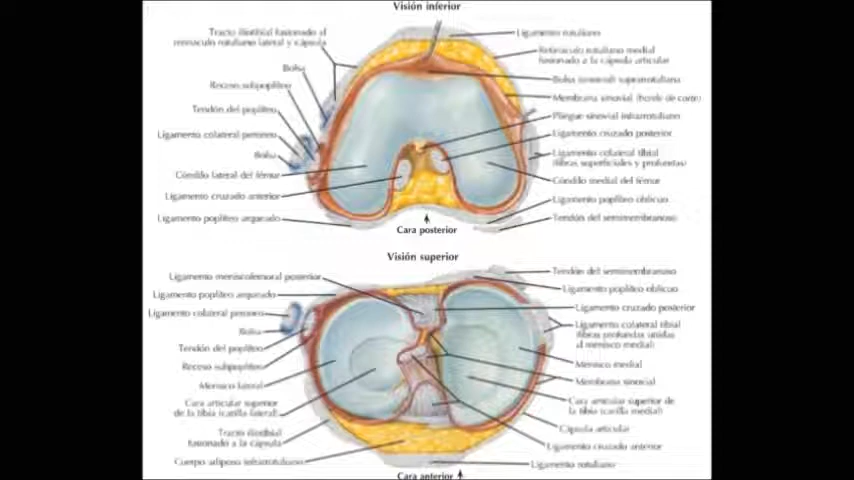 Visión inferior
Tracto iliotibial fusionado al
retináculo rotuliano lateral y cápsula
Bolsa
Receso subpoplíteo
Tendón del poplíteo
Ligamento colateral peroneo
Bolsa
Cóndilo lateral del fémur
Ligamento cruzado anterior
Ligamento poplíteo arqueado
Ligamento rotuliano
Retináculo rotuliano medial
fusionado a la cápsula articular
Bolsa (sinovial) suprarrotuliana
Membrana sinovial (borde de corte)
Pliegue sinovial infrarrotuliano
Ligamento cruzado posterior
Ligamento colateral tibial
(fibras superficiales y profundas)
Cóndilo medial del fémur
Ligamento poplíteo oblicuo
Tendón del semimembranoso
Cara posterior
Visión superior
Ligamento meniscofemoral posterior
Ligamento poplíteo arqueado
Ligamento colateral peroneo
Bolsa
Tendón del poplíteo
Receso subpoplíteo
Menisco lateral
Cara articular superior
de la tibia (carilla lateral)
Tracto iliotibial
fusionado a la cápsula
Cuerpo adiposo infrarrotuliano
Tendón del semimembranoso
Ligamento poplíteo oblicuo
Ligamento cruzado posterior
Ligamento colateral tibial
(fibras profundas unidas
al menisco medial)
Menisco medial
Membrana sinovial
Cara articular superior de
la tibia (carilla medial)
Cápsula articular
Ligamento cruzado anterior
Ligamento rotuliano
Cara anterior